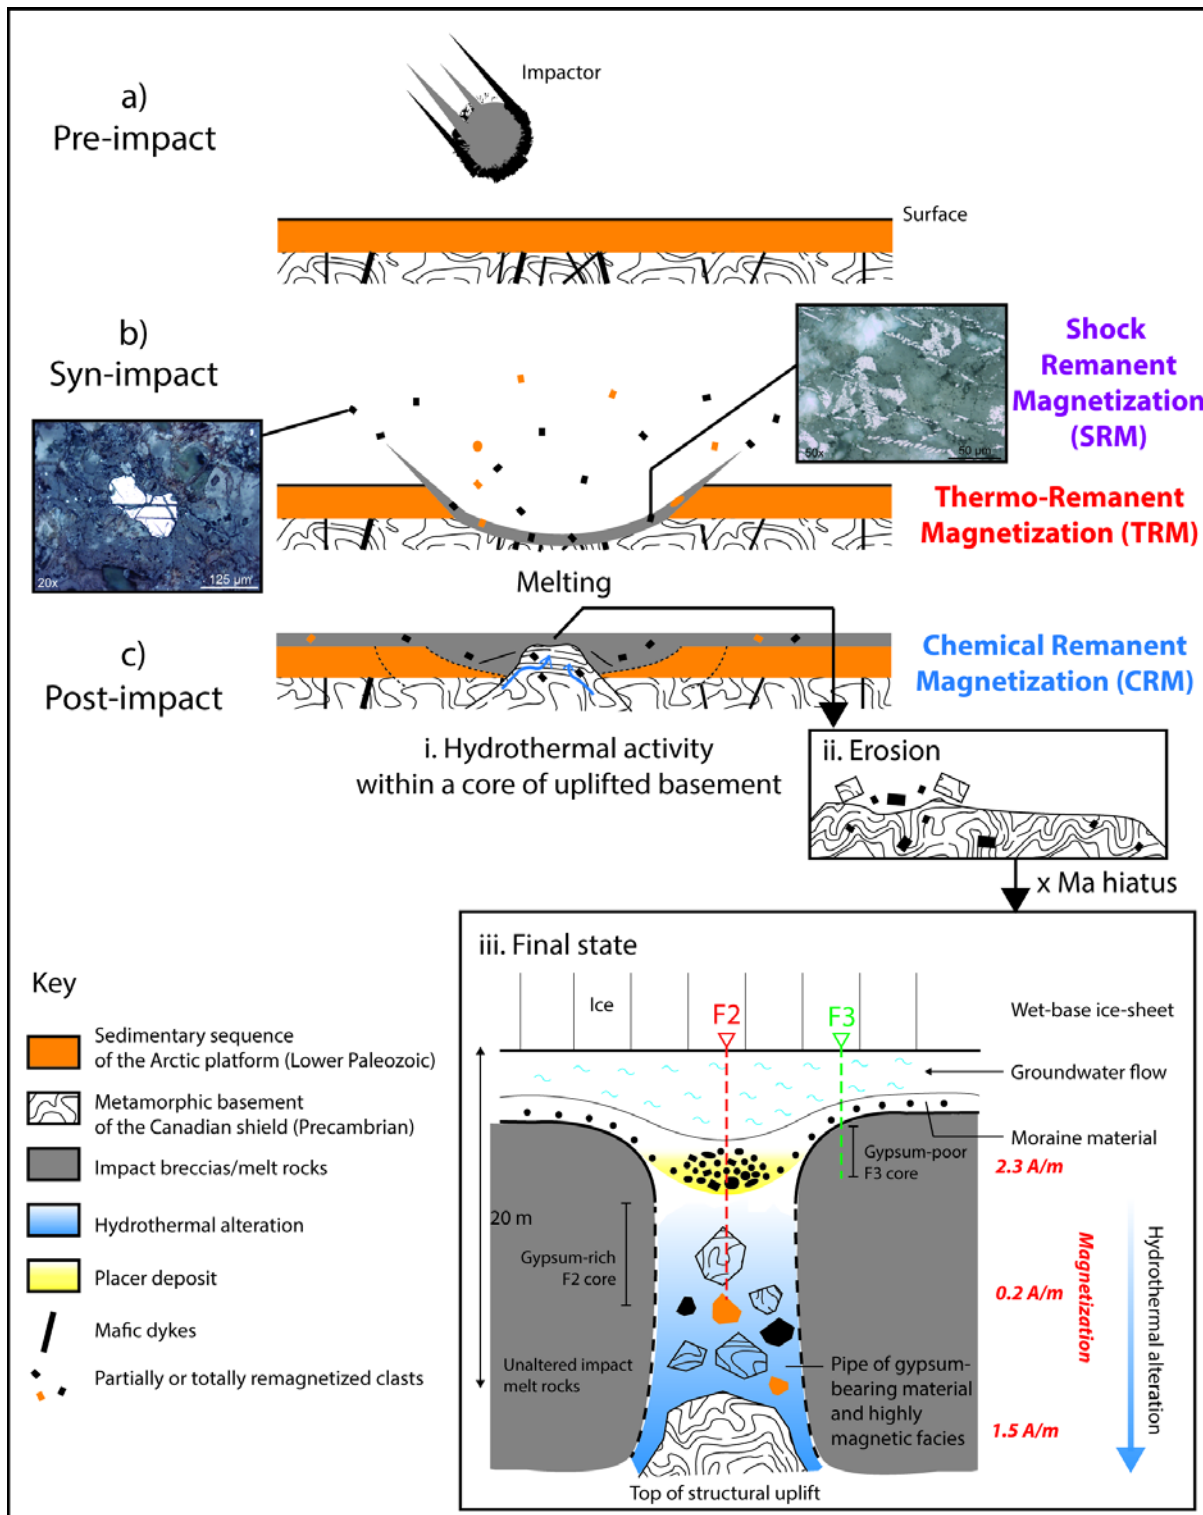 a)
Pre-impact
Impactor
Surface
b)
Syn-impact
20x
125 µm
50x
50 µm
Shock
Remanent
Magnetization
(SRM)
Thermo-Remanent
Magnetization (TRM)
Melting
c)
Post-impact
Chemical Remanent
Magnetization (CRM)
i. Hydrothermal activity
within a core of uplifted basement
ii. Erosion
x Ma hiatus
iii. Final state
Ice
F2
F3
Wet-base ice-sheet
Groundwater flow
Moraine material
Gypsum-poor
F3 core
2.3 A/m
20 m
Gypsum-rich
F2 core
0.2 A/m
Magnetization
Hydrothermal alteration
Unaltered impact
melt rocks
Pipe of gypsum-
bearing material
and highly
magnetic facies
1.5 A/m
Top of structural uplift
Key
Sedimentary sequence
of the Arctic platform (Lower Paleozoic)
Metamorphic basement
of the Canadian shield (Precambrian)
Impact breccias/melt rocks
Hydrothermal alteration
Placer deposit
Mafic dykes
Partially or totally remagnetized clasts